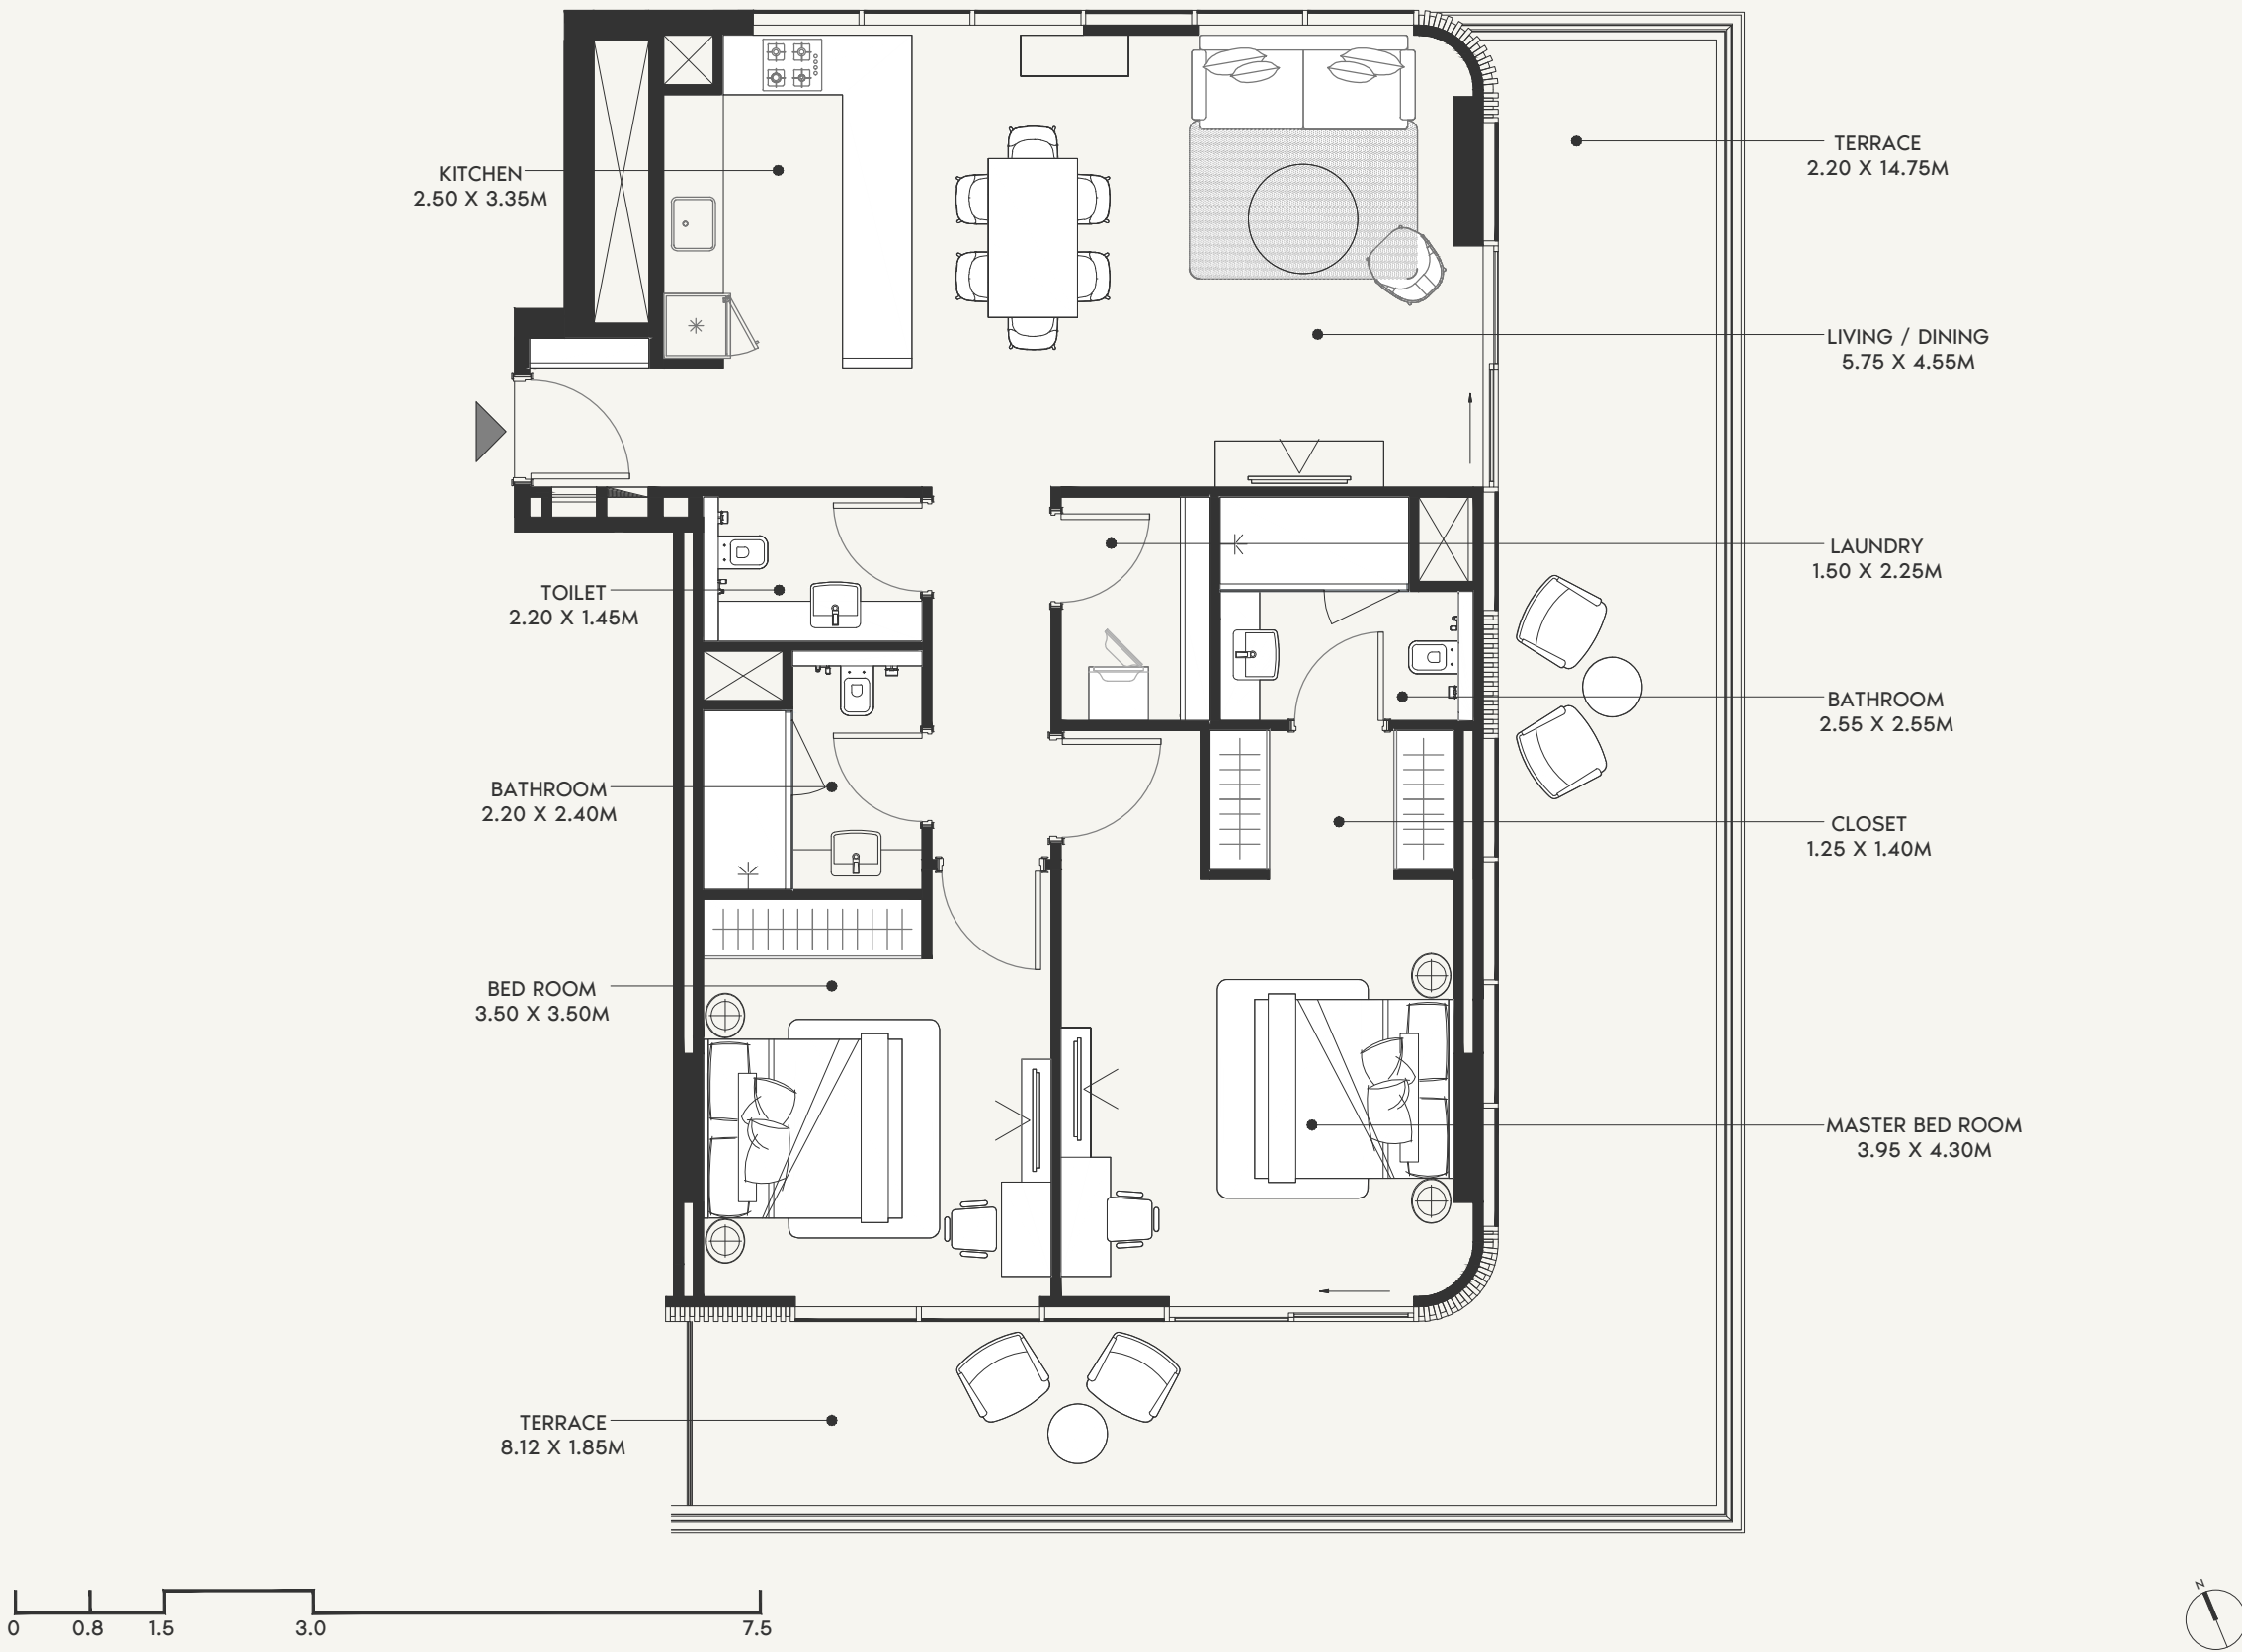 KITCHEN
2.50 X 3.35M
TERRACE
2.20 X 14.75M
LIVING / DINING
5.75 X 4.55M
LAUNDRY
1.50 X 2.25M
TOILET
2.20 X 1.45M
BATHROOM
2.55 X 2.55M
BATHROOM
2.20 X 2.40M
CLOSET
1.25 X 1.40M
BED ROOM
3.50 X 3.50M
MASTER BED ROOM
3.95 X 4.30M
TERRACE
8.12 X 1.85M
0 0.8 1.5 3.0 7.5
N